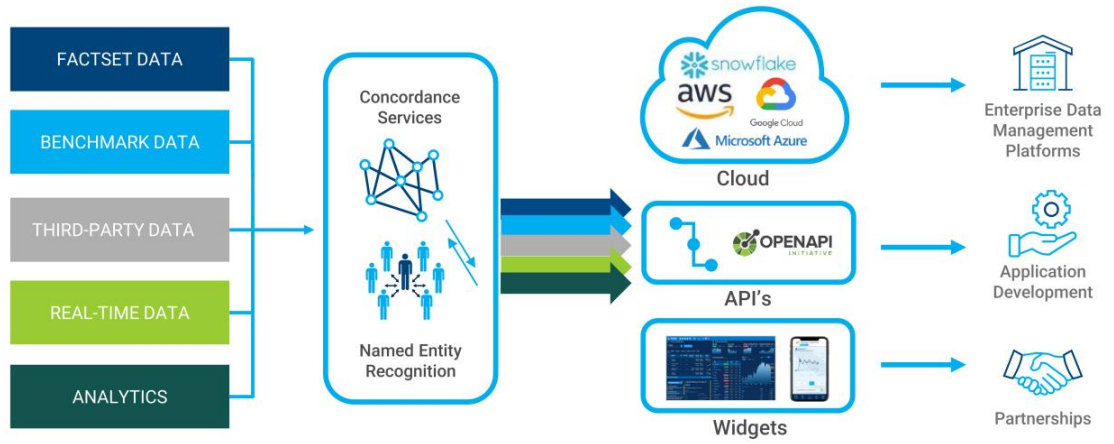 FACTSET DATA
BENCHMARK DATA
THIRD-PARTY DATA
REAL-TIME DATA
ANALYTICS
Concordance
Services
Named Entity
Recognition
snowflake
aws
Google Cloud
Microsoft Azure
Cloud
OPENAPI
INITIATIVE
API's
Widgets
Enterprise Data
Management
Platforms
Application
Development
Partnerships